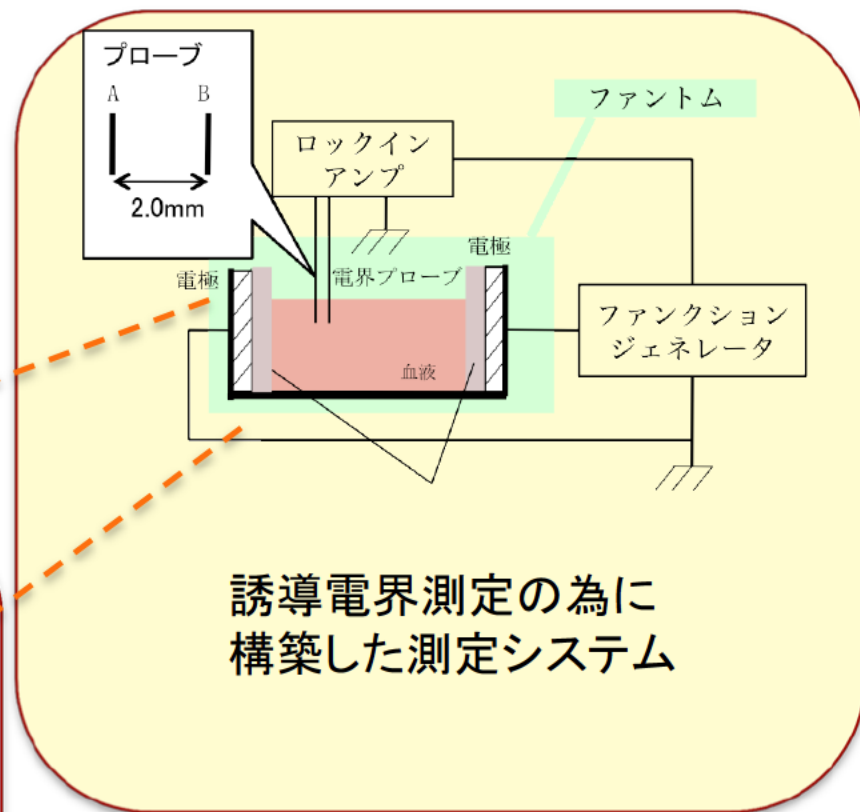 プローブ
A B
2.0mm
ファントム
ロックイン
アンプ
電極
電極
電界プローブ
ファンクション
ジェネレータ
血液
誘導電界測定の為に
構築した測定システム